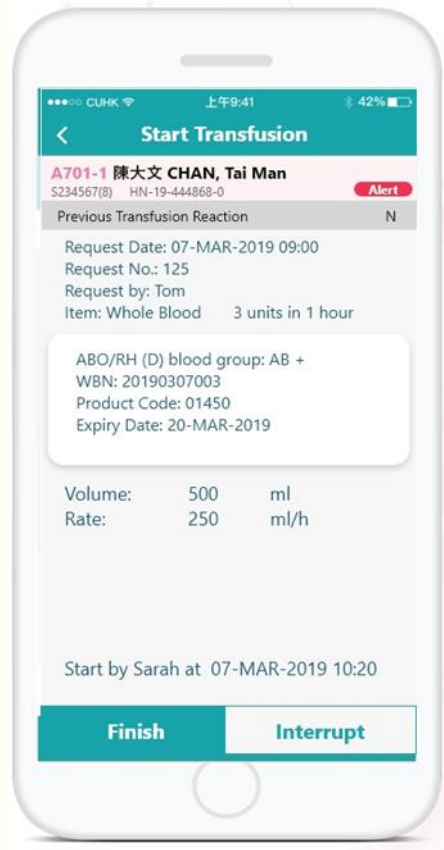 CUHK 上午9:41 42%
Start Transfusion
A701-1 陳大文 CHAN, Tai Man
S234567(8) HN-19-444868-0 Alert
Previous Transfusion Reaction N
Request Date: 07-MAR-2019 09:00
Request No.: 125
Request by: Tom
Item: Whole Blood 3 units in 1 hour
ABO/RH (D) blood group: AB +
WBN: 20190307003
Product Code: 01450
Expiry Date: 20-MAR-2019
Volume: 500 ml
Rate: 250 ml/h
Start by Sarah at 07-MAR-2019 10:20
Finish Interrupt